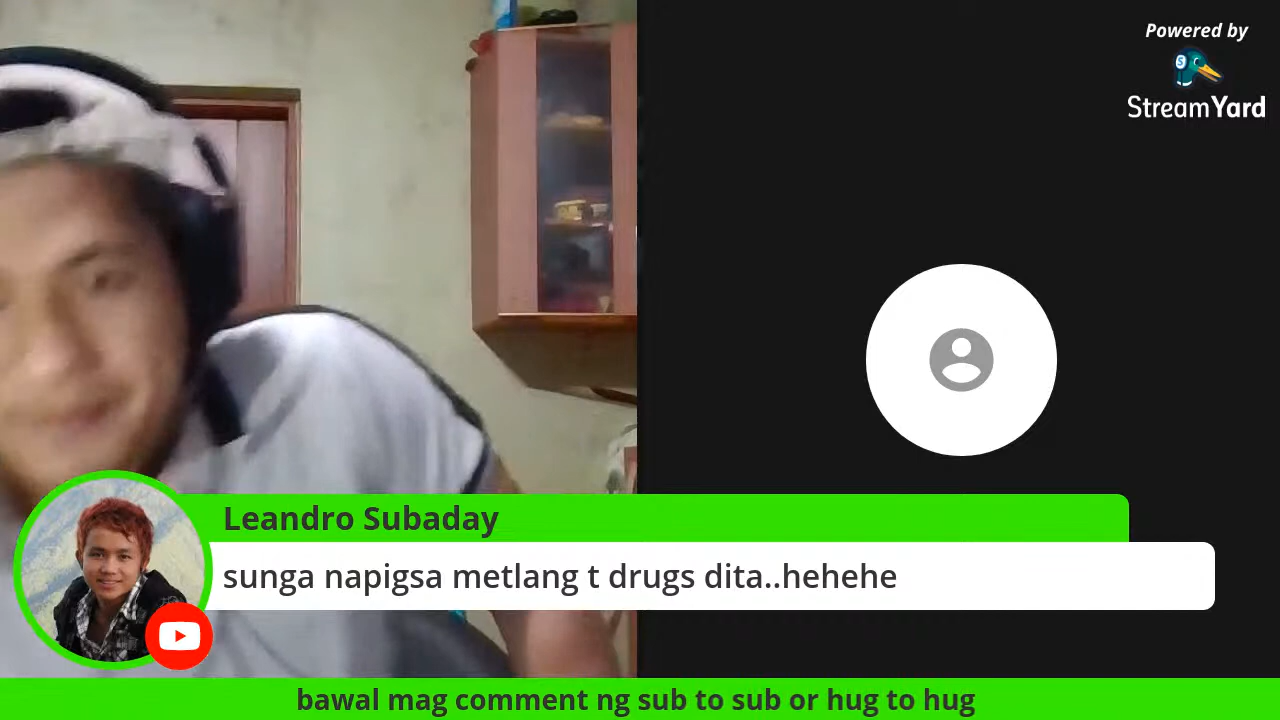 Powered by
StreamYard
Leandro Subaday
sunga napigsa metlang t drugs dita..hehehe
bawal mag comment ng sub to sub or hug to hug